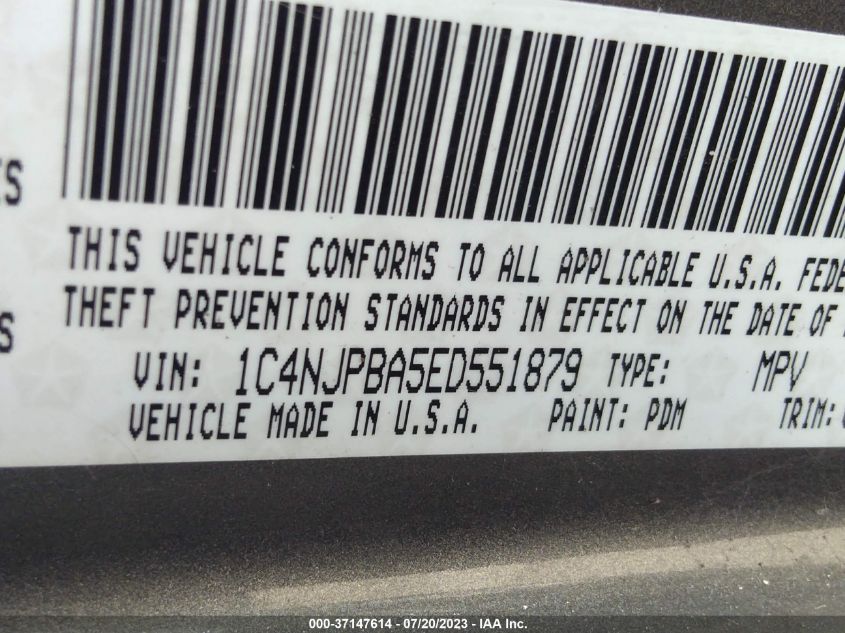 THIS VEHICLE CONFORMS TO ALL APPLICABLE U.S.A.
THEFT PREVENTION STANDARDS IN EFFECT ON THE DATE OF
VIN: 1C4NJPBA5ED551879 TYPE: MPV
VEHICLE MADE IN U.S.A. PAINT: PDM TRIM:
000-37147614 - 07/20/2023 - IAA Inc.